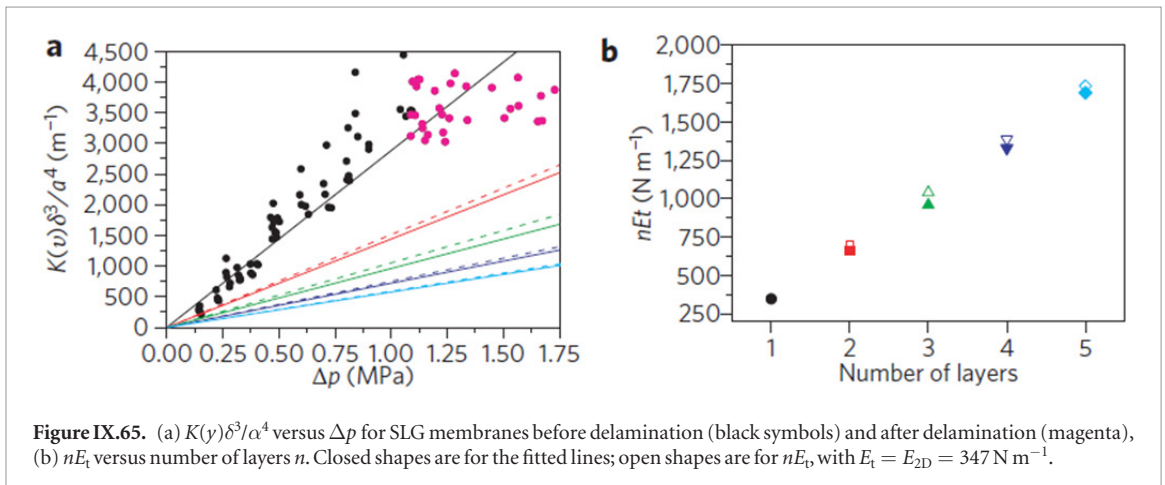 a
4,500
4,000
3,500
3,000
2,500
2,000
1,500
1,000
500
0
K(υ)δ³/a⁴ (m⁻¹)
0.00 0.25 0.50 0.75 1.00 1.25 1.50 1.75
Δp (MPa)
b
2,000
1,750
1,500
1,250
1,000
750
500
250
nEt (N m⁻¹)
1 2 3 4 5
Number of layers
Figure IX.65. (a) K(y)δ³/α⁴ versus Δp for SLG membranes before delamination (black symbols) and after delamination (magenta),
(b) nEₜ versus number of layers n. Closed shapes are for the fitted lines; open shapes are for nEₜ, with Eₜ = E₂D = 347 N m⁻¹.